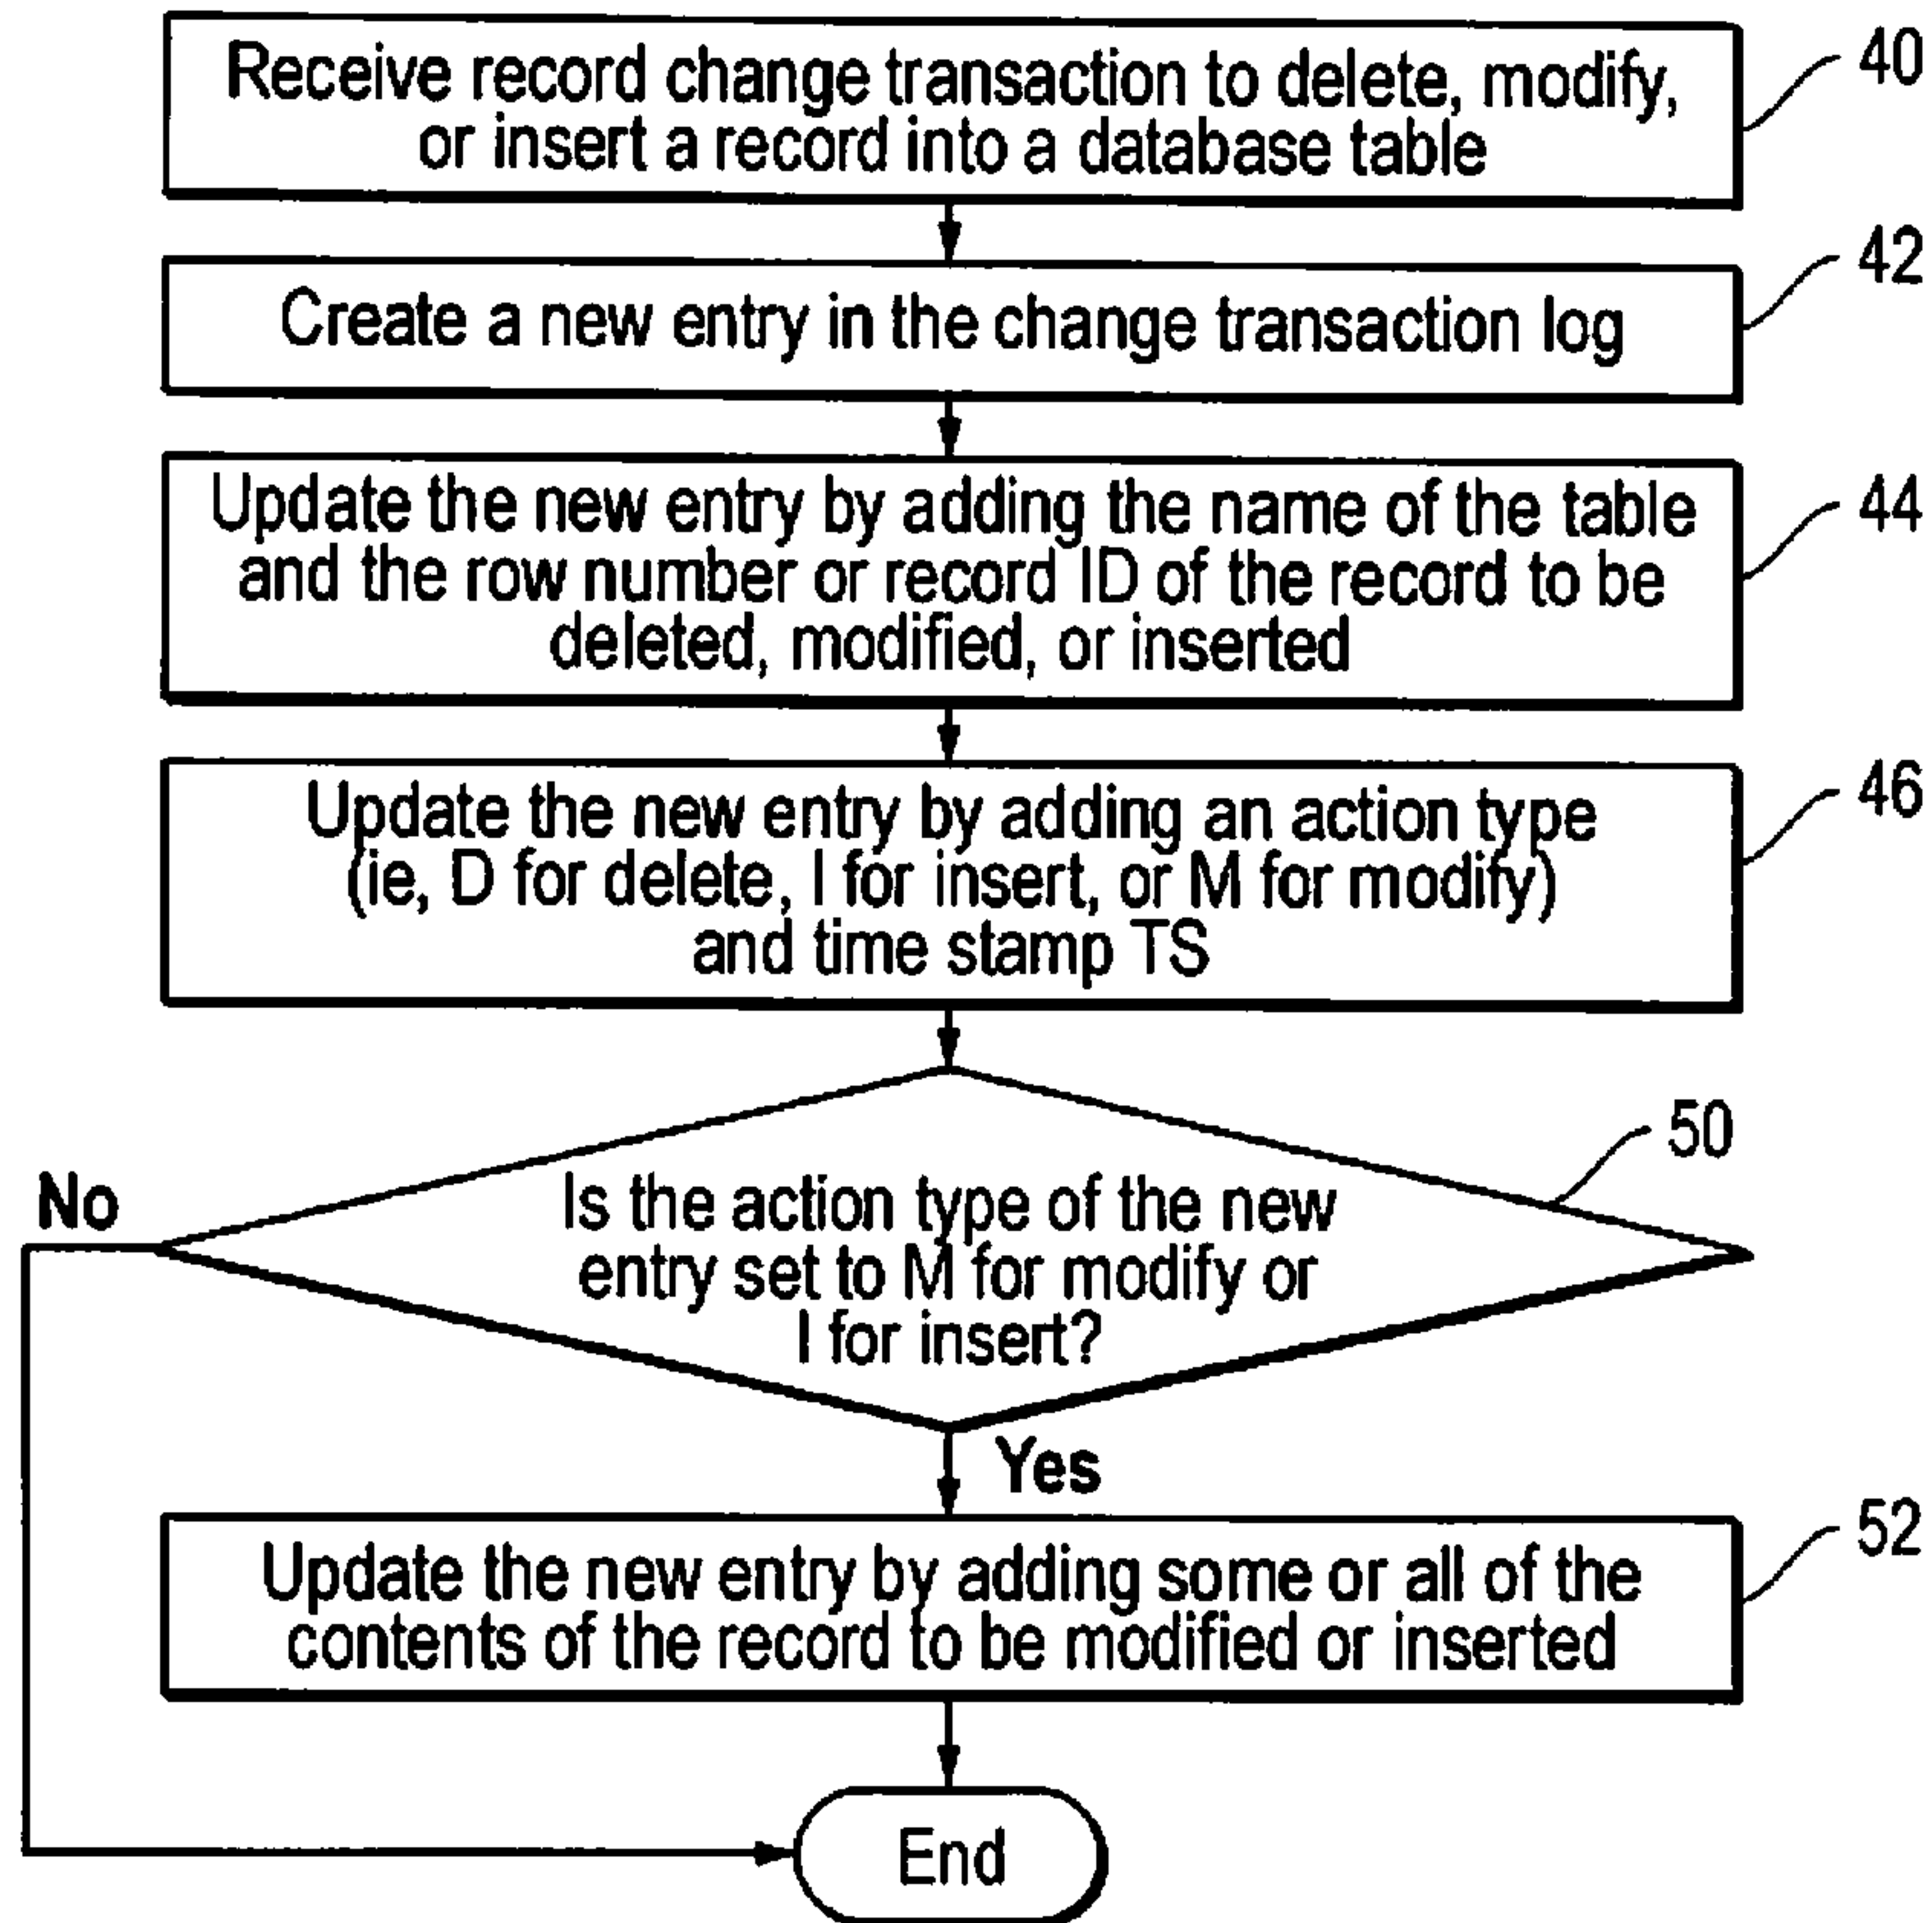 Receive record change transaction to delete, modify,
or insert a record into a database table
40
Create a new entry in the change transaction log
42
Update the new entry by adding the name of the table
and the row number or record ID of the record to be
deleted, modified, or inserted
44
Update the new entry by adding an action type
(ie, D for delete, I for insert, or M for modify)
and time stamp TS
46
Is the action type of the new
entry set to M for modify or
I for insert?
50
No
Yes
Update the new entry by adding some or all of the
contents of the record to be modified or inserted
52
End